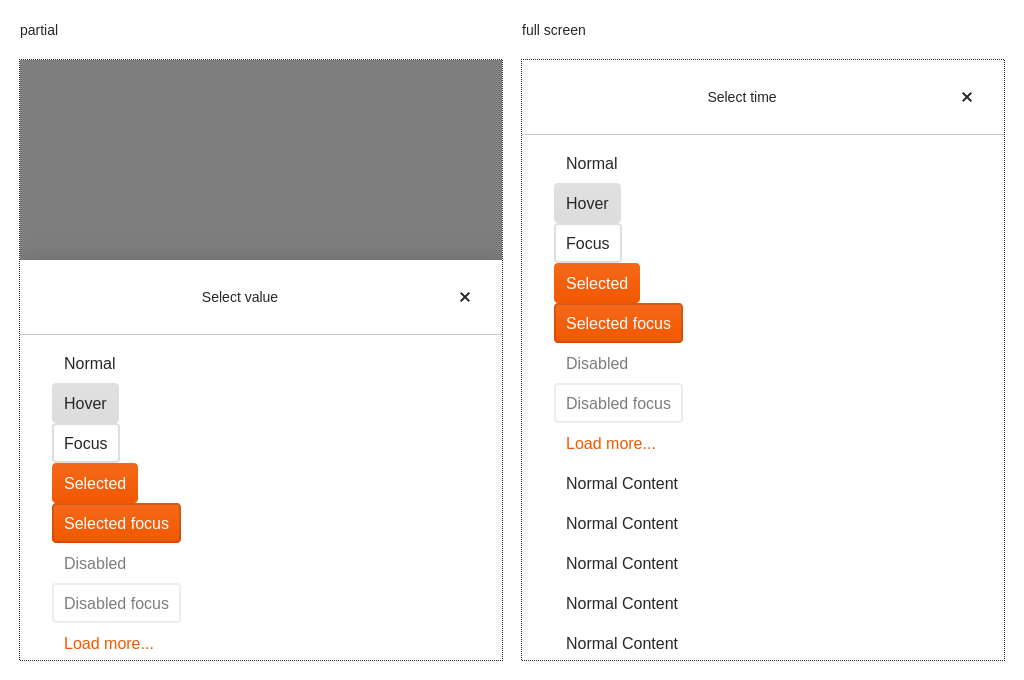 partial
Select value ✕
Normal
Hover
Focus
Selected
Selected focus
Disabled
Disabled focus
Load more...
full screen
Select time ✕
Normal
Hover
Focus
Selected
Selected focus
Disabled
Disabled focus
Load more...
Normal Content
Normal Content
Normal Content
Normal Content
Normal Content